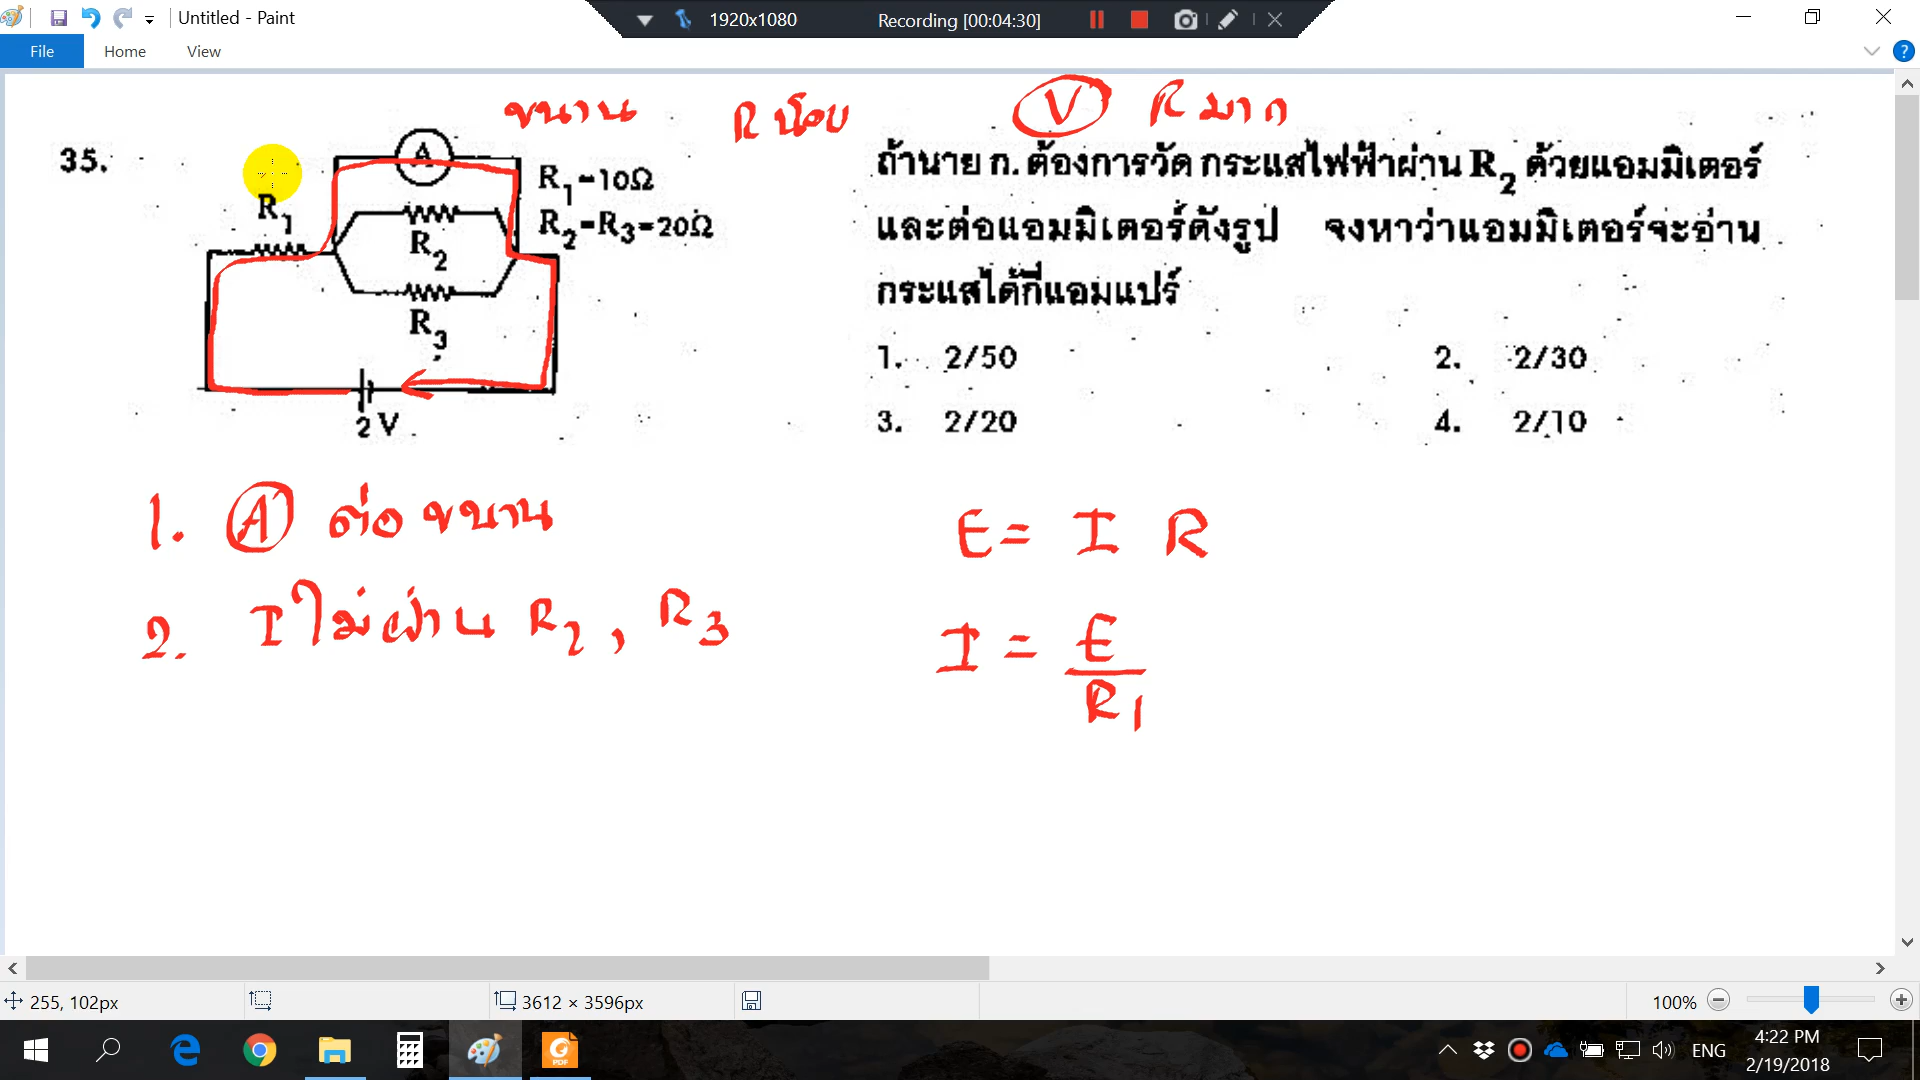 Untitled - Paint
1920x1080
Recording [00:04:30]
File
Home
View
ขนาน R น้อย V R มาก
35.
A
R1
R2
R3
2 V
R1=10Ω
R2=R3=20Ω
ถ้านาย ก. ต้องการวัด กระแสไฟฟ้าผ่าน R2 ด้วยแอมมิเตอร์
และต่อแอมมิเตอร์ดังรูป จงหาว่าแอมมิเตอร์จะอ่าน
กระแสได้กี่แอมแปร์
1. 2/50 2. 2/30
3. 2/20 4. 2/10
1. A ต่อ ขนาน
2. I ไม่ผ่าน R2 , R3
E = I R
I = E
R1
255, 102px
3612 × 3596px
100%
PDF
ENG
4:22 PM
2/19/2018